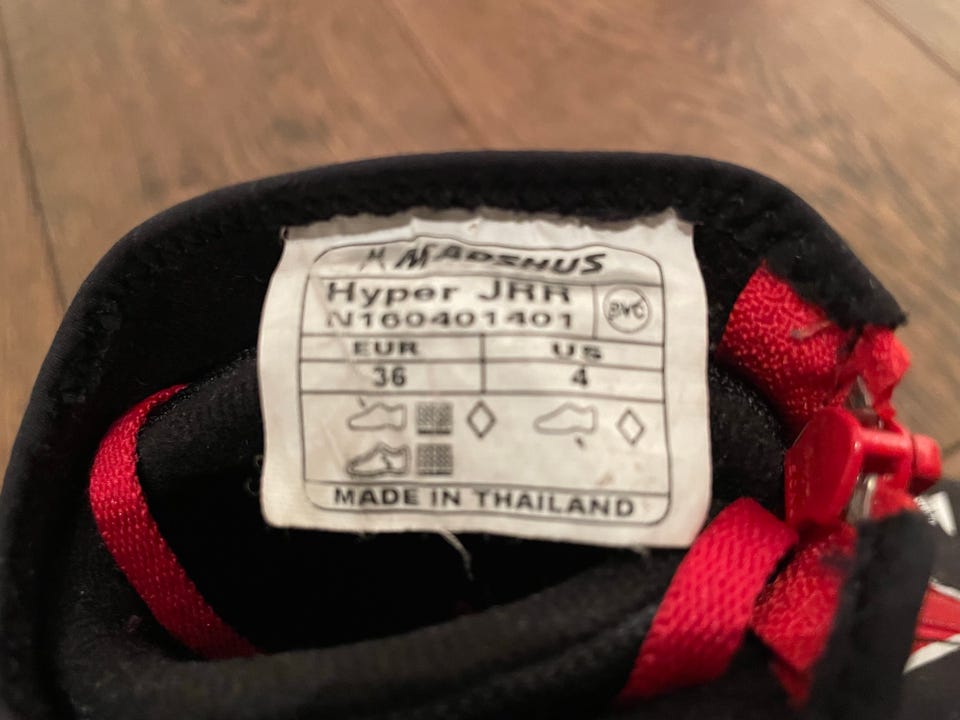 MADSHUS
Hyper JRR
N160401401
PVC
EUR US
36 4
MADE IN THAILAND